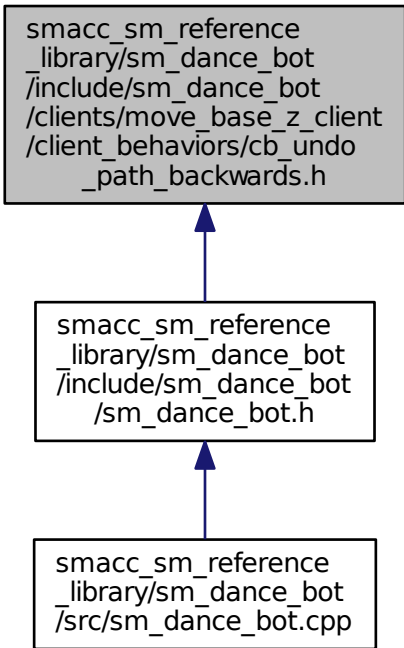 smacc_sm_reference
_library/sm_dance_bot
/include/sm_dance_bot
/clients/move_base_z_client
/client_behaviors/cb_undo
_path_backwards.h
smacc_sm_reference
_library/sm_dance_bot
/include/sm_dance_bot
/sm_dance_bot.h
smacc_sm_reference
_library/sm_dance_bot
/src/sm_dance_bot.cpp